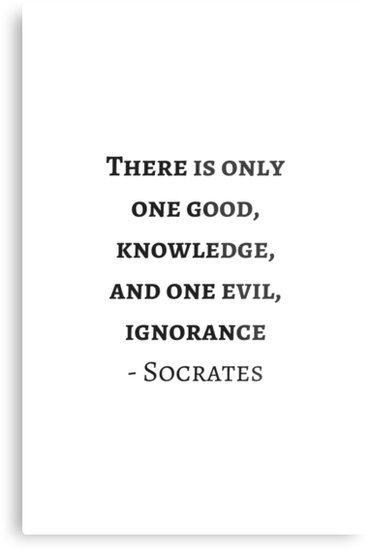 There is only
one good,
knowledge,
and one evil,
ignorance
- Socrates